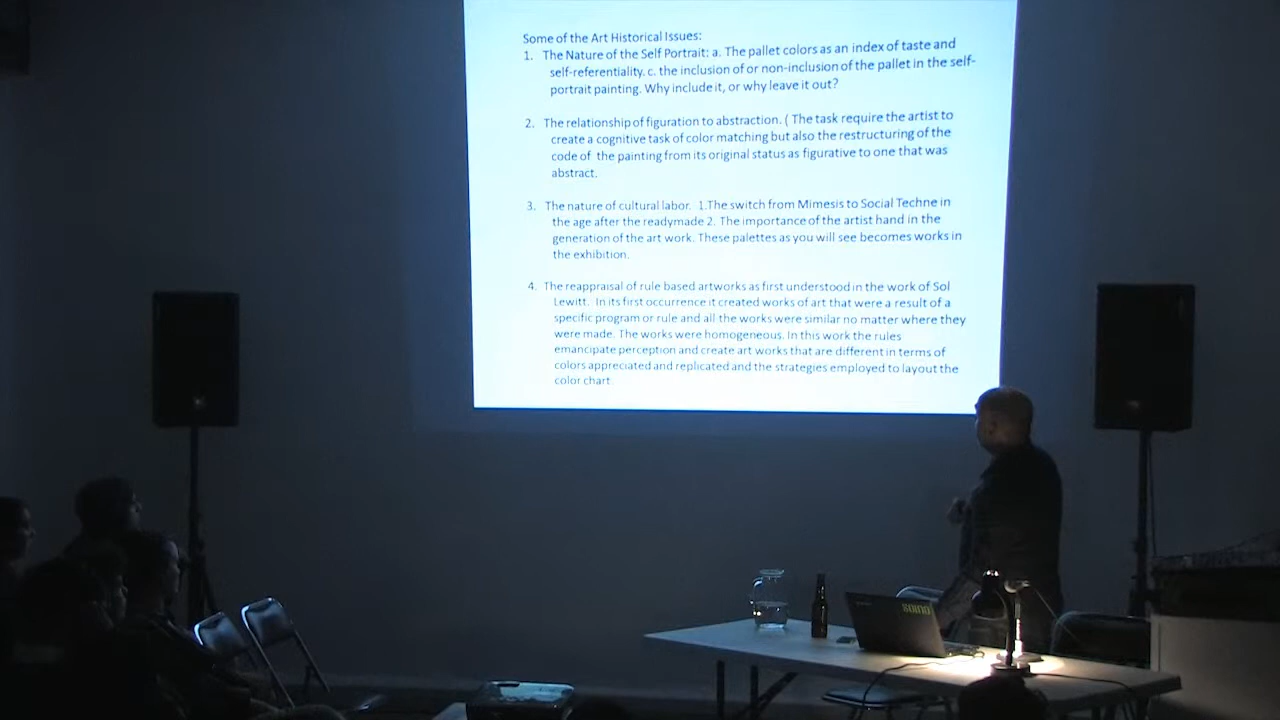 Some of the Art Historical Issues:
1. The Nature of the Self Portrait: a. The pallet colors as an index of taste and
self-referentiality. c. the inclusion of or non-inclusion of the pallet in the self-
portrait painting. Why include it, or why leave it out?
2. The relationship of figuration to abstraction. ( The task require the artist to
create a cognitive task of color matching but also the restructuring of the
code of the painting from its original status as figurative to one that was
abstract.
3. The nature of cultural labor. 1.The switch from Mimesis to Social Techne in
the age after the readymade 2. The importance of the artist hand in the
generation of the art work. These palettes as you will see becomes works in
the exhibition.
4. The reappraisal of rule based artworks as first understood in the work of Sol
Lewitt. In its first occurrence it created works of art that were a result of a
specific program or rule and all the works were similar no matter where they
were made. The works were homogeneous. In this work the rules
emancipate perception and create art works that are different in terms of
colors appreciated and replicated and the strategies employed to layout the
color chart.